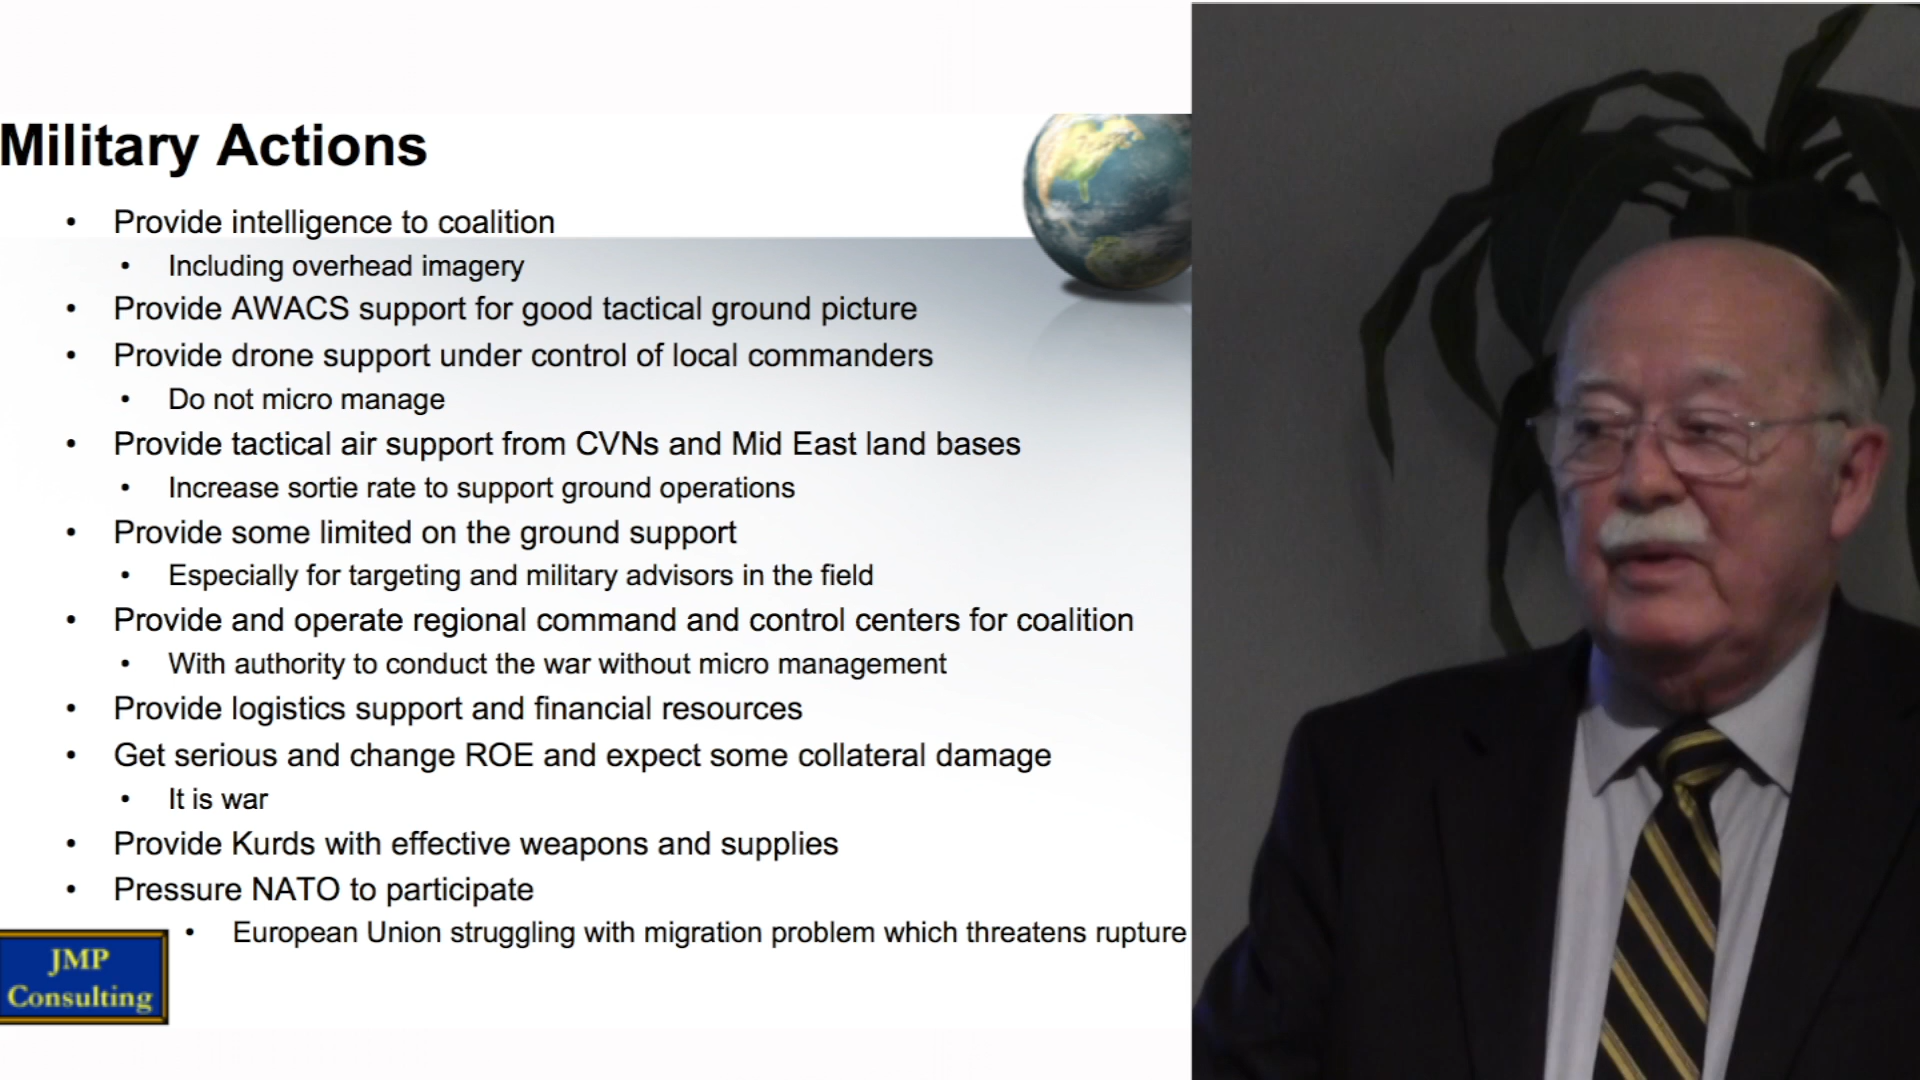 Military Actions
• Provide intelligence to coalition
• Including overhead imagery
• Provide AWACS support for good tactical ground picture
• Provide drone support under control of local commanders
• Do not micro manage
• Provide tactical air support from CVNs and Mid East land bases
• Increase sortie rate to support ground operations
• Provide some limited on the ground support
• Especially for targeting and military advisors in the field
• Provide and operate regional command and control centers for coalition
• With authority to conduct the war without micro management
• Provide logistics support and financial resources
• Get serious and change ROE and expect some collateral damage
• It is war
• Provide Kurds with effective weapons and supplies
• Pressure NATO to participate
• European Union struggling with migration problem which threatens rupture
JMP
Consulting